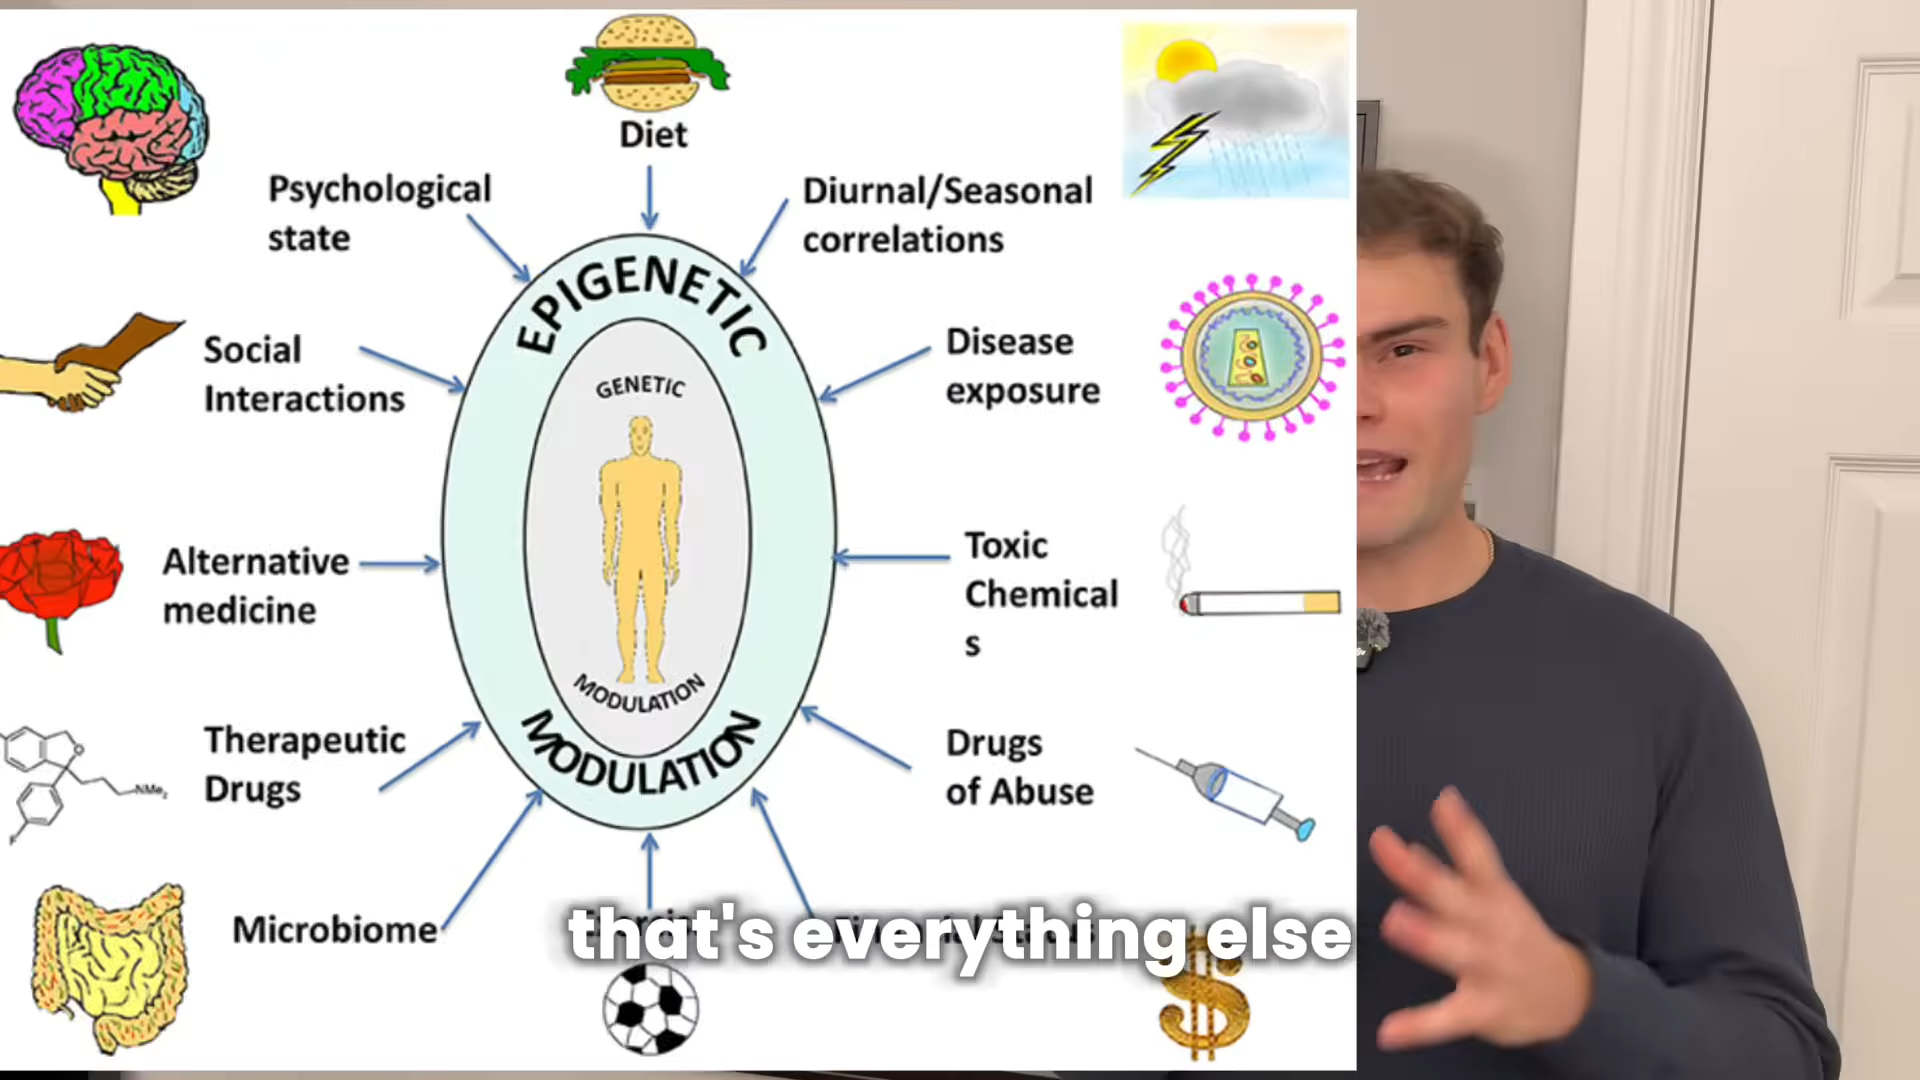 Diet
Psychological
state
Diurnal/Seasonal
correlations
EPIGENETIC
Social
Interactions
Disease
exposure
GENETIC
Alternative
medicine
Toxic
Chemical
s
MODULATION
MODULATION
Therapeutic
Drugs
NMe2
O
F
Drugs
of Abuse
Microbiome
that's everything else